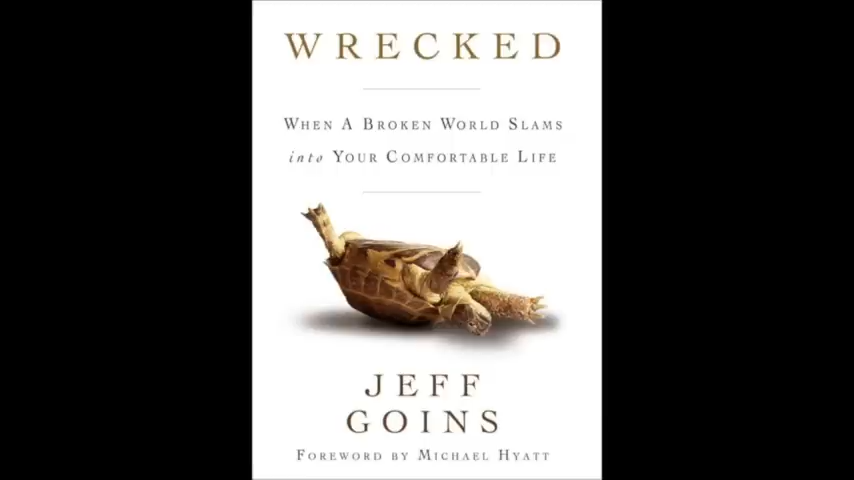 WRECKED
WHEN A BROKEN WORLD SLAMS
into YOUR COMFORTABLE LIFE
JEFF
GOINS
FOREWORD BY MICHAEL HYATT